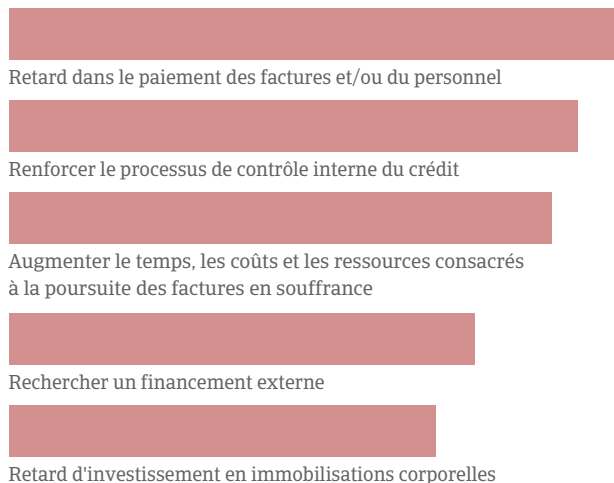 Retard dans le paiement des factures et/ou du personnel
Renforcer le processus de contrôle interne du crédit
Augmenter le temps, les coûts et les ressources consacrés
à la poursuite des factures en souffrance
Rechercher un financement externe
Retard d'investissement en immobilisations corporelles